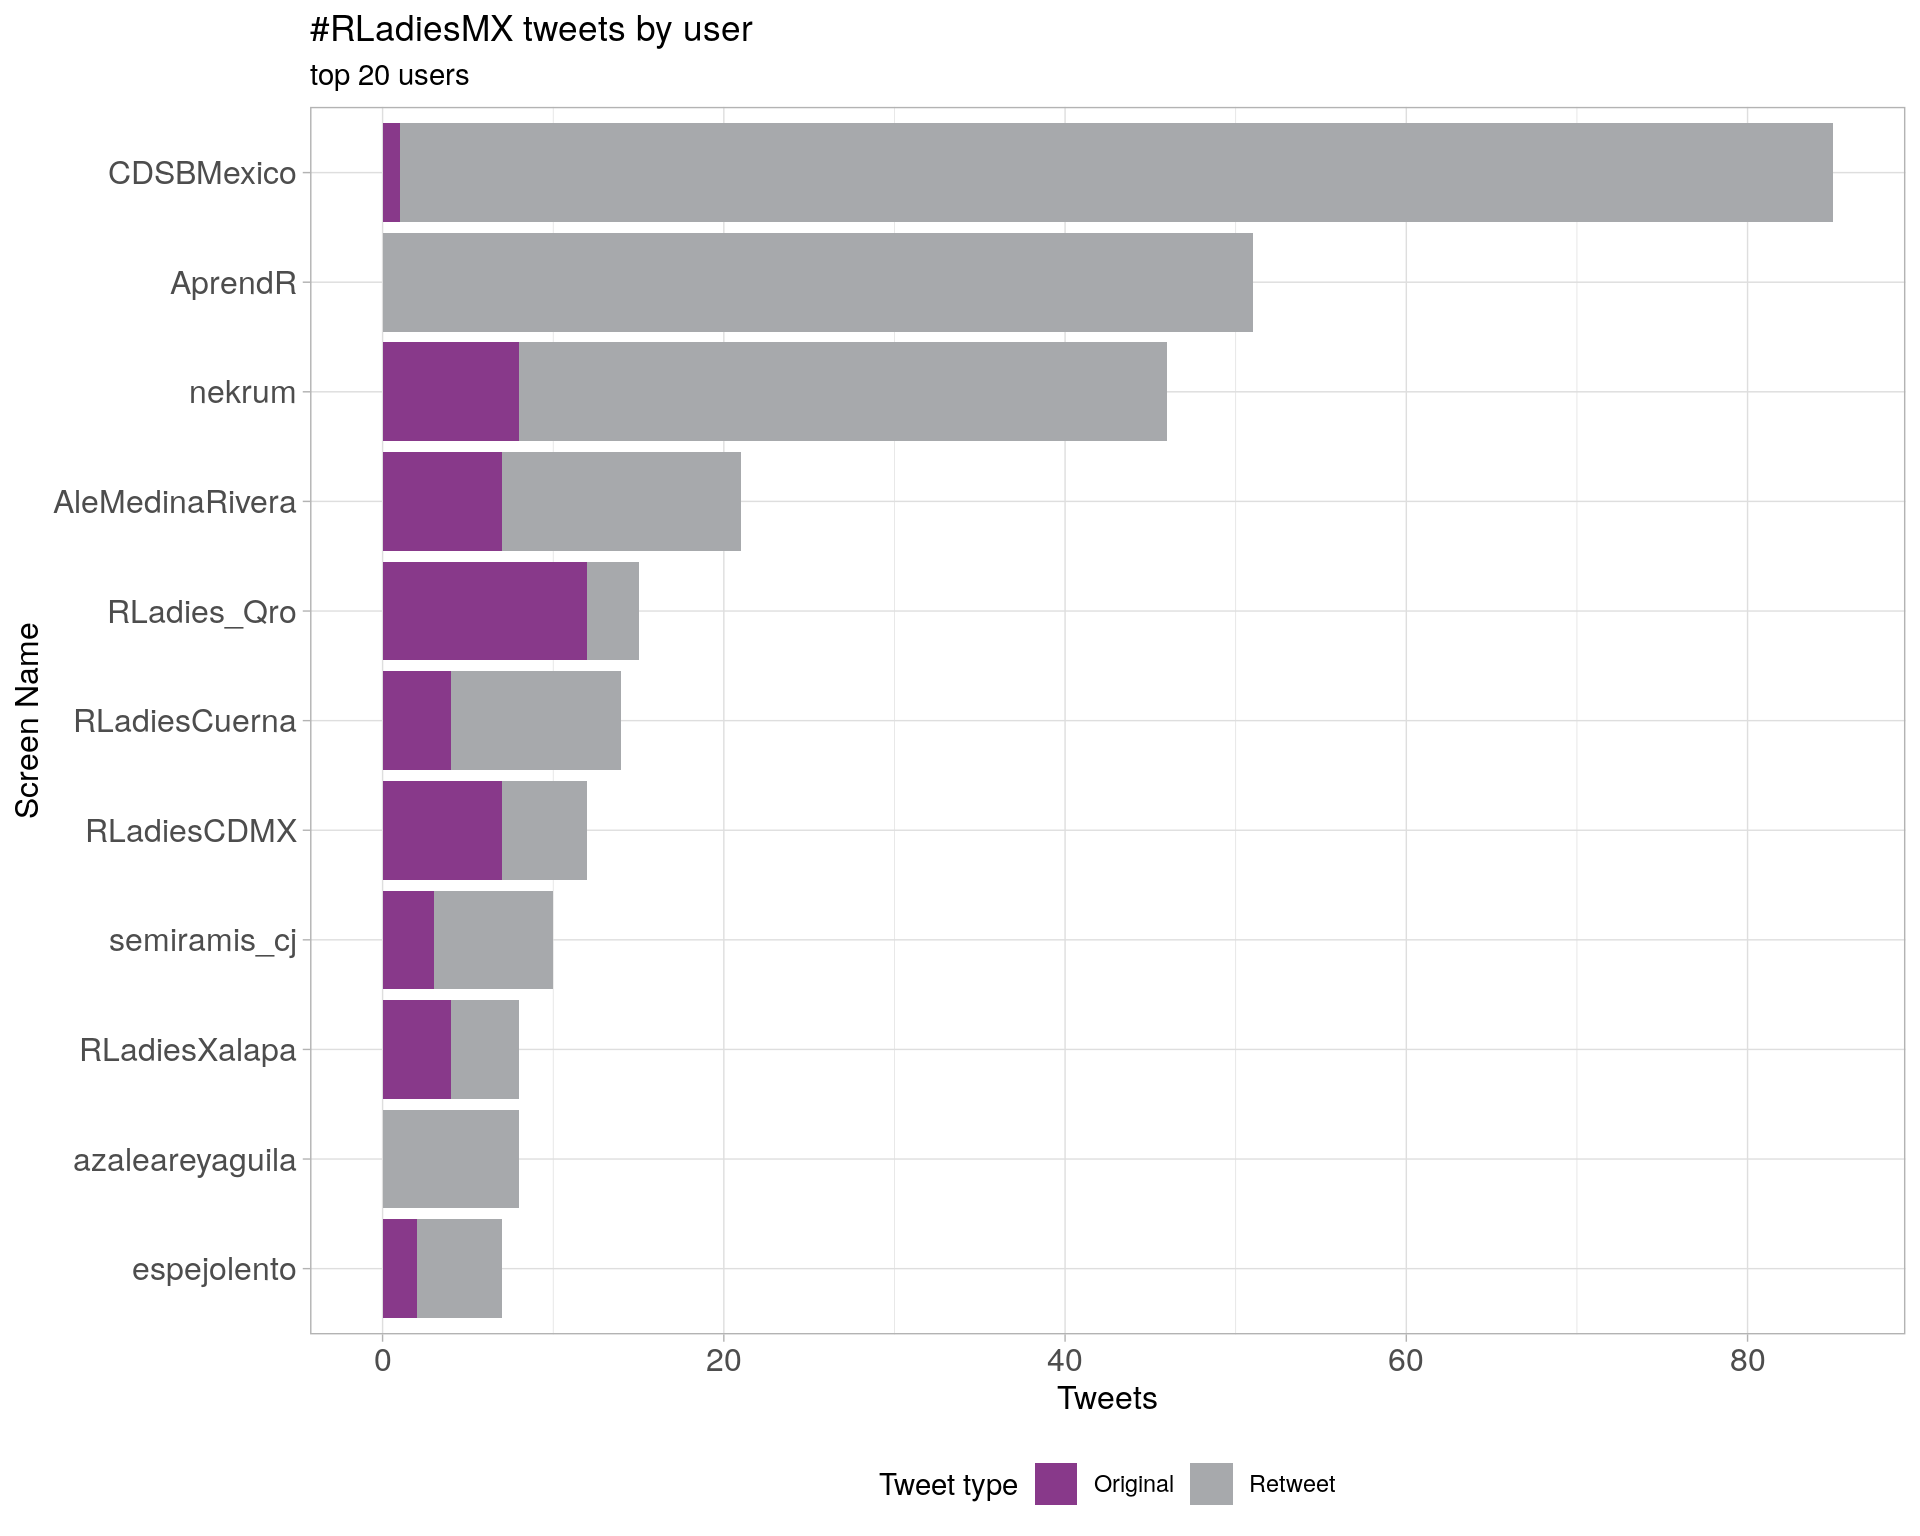 #RLadiesMX tweets by user
top 20 users
CDSBMexico
AprendR
nekrum
AleMedinaRivera
RLadies_Qro
RLadiesCuerna
RLadiesCDMX
semiramis_cj
RLadiesXalapa
azaleareyaguila
espejolento
Screen Name
0 20 40 60 80
Tweets
Tweet type Original Retweet